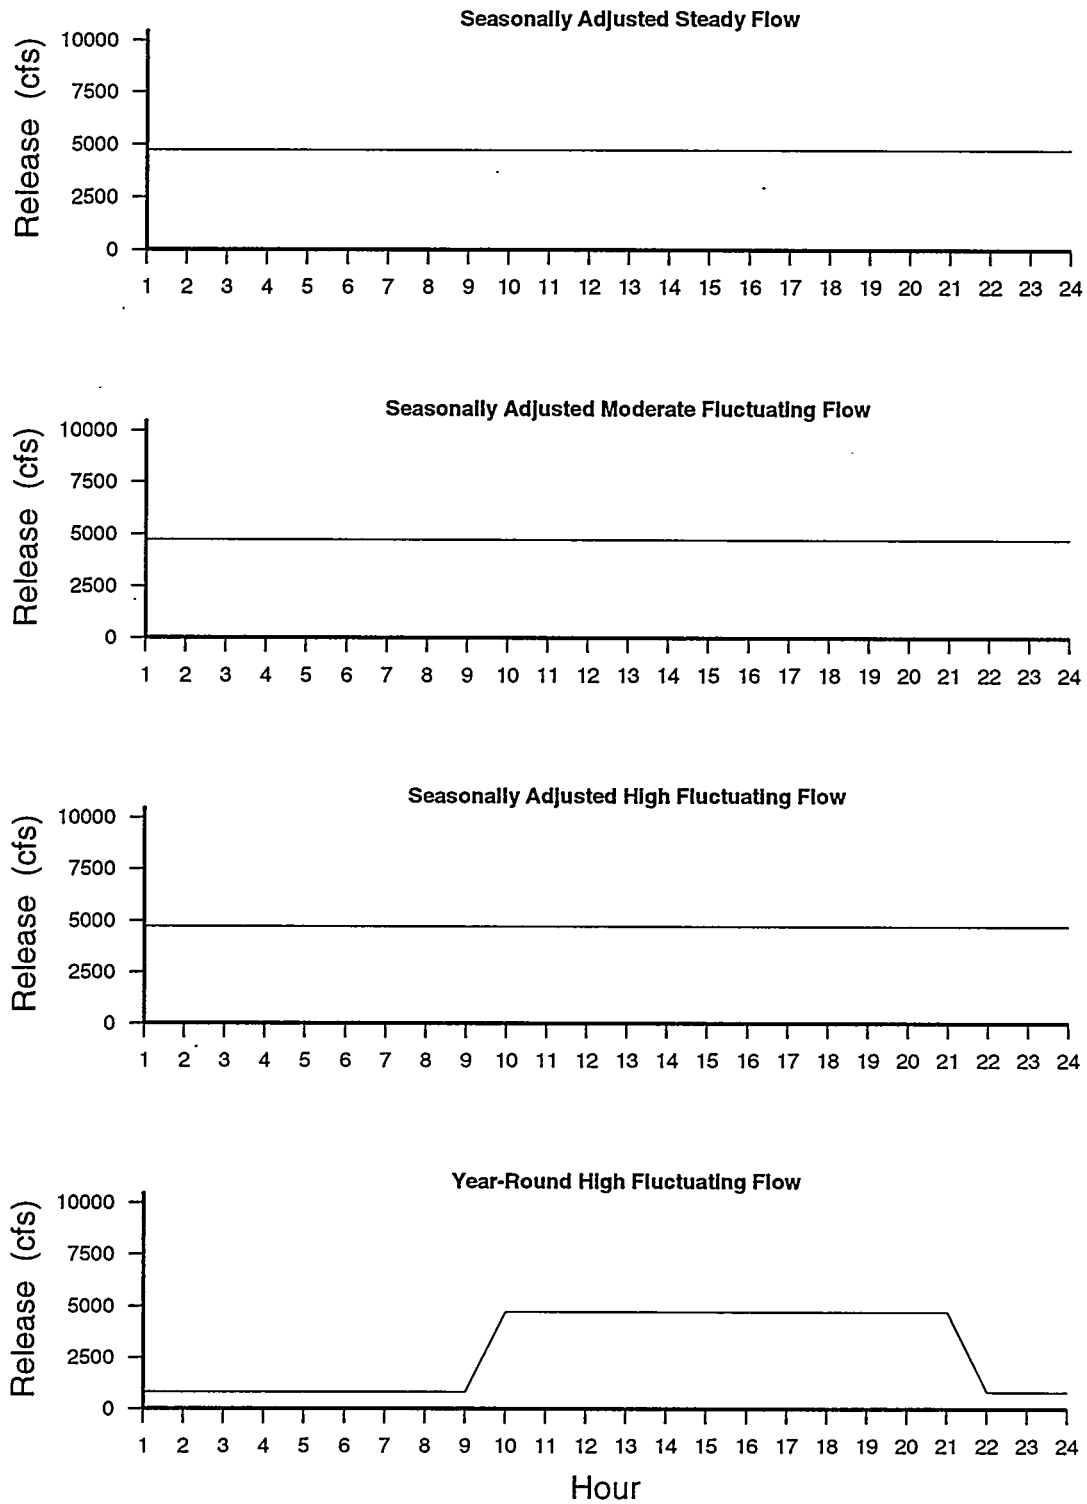 Seasonally Adjusted Steady Flow
Release (cfs)
10000
7500
5000
2500
0
1 2 3 4 5 6 7 8 9 10 11 12 13 14 15 16 17 18 19 20 21 22 23 24
Seasonally Adjusted Moderate Fluctuating Flow
Release (cfs)
10000
7500
5000
2500
0
1 2 3 4 5 6 7 8 9 10 11 12 13 14 15 16 17 18 19 20 21 22 23 24
Seasonally Adjusted High Fluctuating Flow
Release (cfs)
10000
7500
5000
2500
0
1 2 3 4 5 6 7 8 9 10 11 12 13 14 15 16 17 18 19 20 21 22 23 24
Year-Round High Fluctuating Flow
Release (cfs)
10000
7500
5000
2500
0
1 2 3 4 5 6 7 8 9 10 11 12 13 14 15 16 17 18 19 20 21 22 23 24
Hour